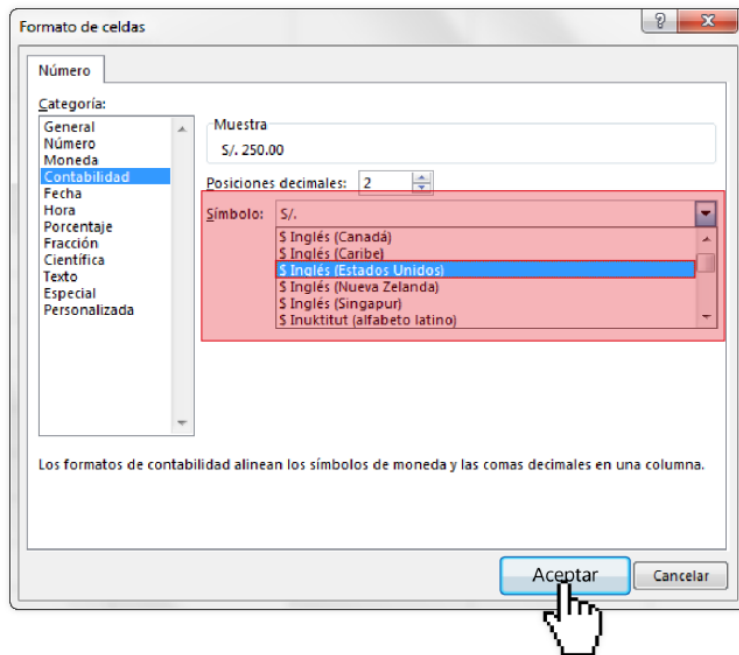 Formato de celdas
Número
Categoría:
General
Número
Moneda
Contabilidad
Fecha
Hora
Porcentaje
Fracción
Científica
Texto
Especial
Personalizada
Muestra
S/. 250.00
Posiciones decimales: 2
Símbolo: S/.
$ Inglés (Canadá)
$ Inglés (Caribe)
$ Inglés (Estados Unidos)
$ Inglés (Nueva Zelanda)
$ Inglés (Singapur)
$ Inuktitut (alfabeto latino)
Los formatos de contabilidad alinean los símbolos de moneda y las comas decimales en una columna.
Aceptar
Cancelar